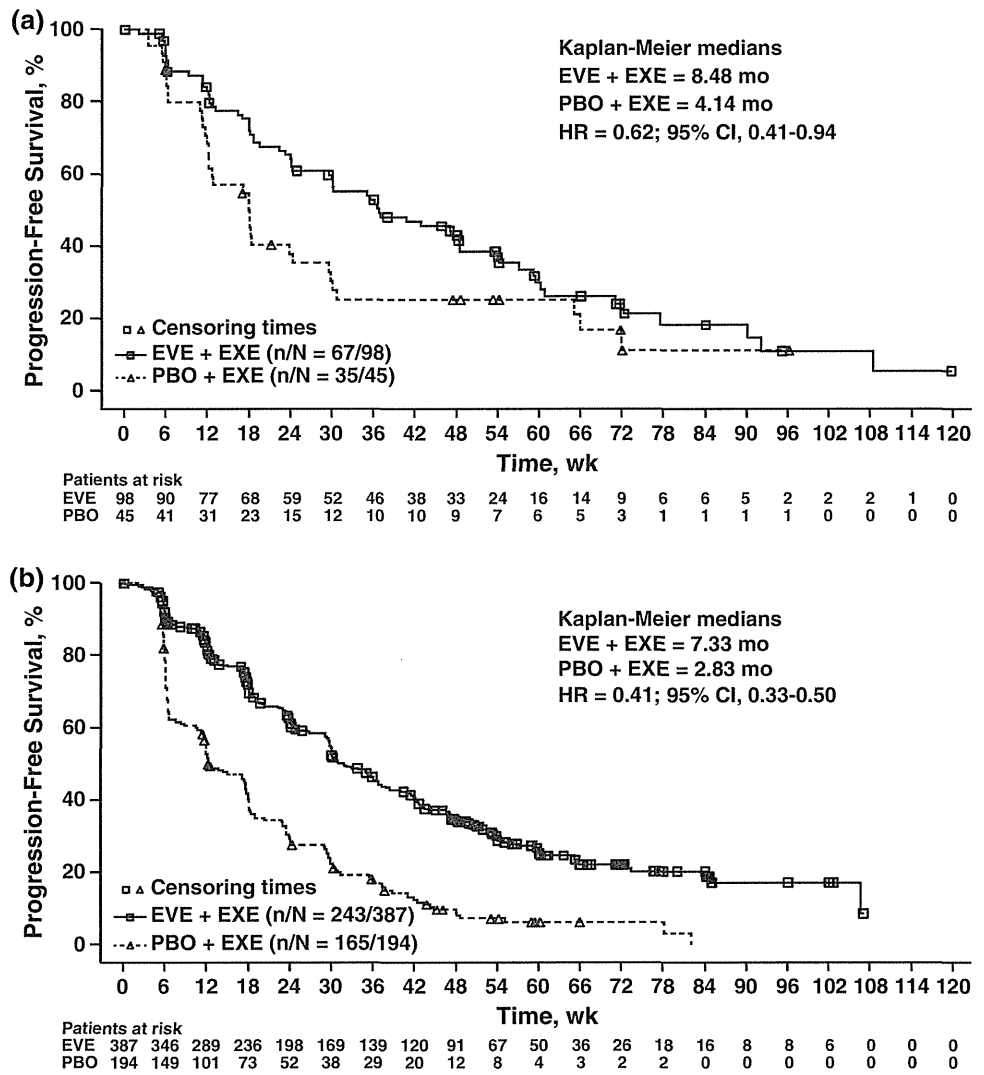 (a)
100
80
60
40
20
0
Progression-Free Survival, %
Kaplan-Meier medians
EVE + EXE = 8.48 mo
PBO + EXE = 4.14 mo
HR = 0.62; 95% CI, 0.41-0.94
Censoring times
EVE + EXE (n/N = 67/98)
PBO + EXE (n/N = 35/45)
0 6 12 18 24 30 36 42 48 54 60 66 72 78 84 90 96 102 108 114 120
Time, wk
Patients at risk
EVE 98 90 77 68 59 52 46 38 33 24 16 14 9 6 6 5 2 2 2 1 0
PBO 45 41 31 23 15 12 10 10 9 7 6 5 3 1 1 1 1 0 0 0 0
(b)
100
80
60
40
20
0
Progression-Free Survival, %
Kaplan-Meier medians
EVE + EXE = 7.33 mo
PBO + EXE = 2.83 mo
HR = 0.41; 95% CI, 0.33-0.50
Censoring times
EVE + EXE (n/N = 243/387)
PBO + EXE (n/N = 165/194)
0 6 12 18 24 30 36 42 48 54 60 66 72 78 84 90 96 102 108 114 120
Time, wk
Patients at risk
EVE 387 346 289 236 198 169 139 120 91 67 50 36 26 18 16 8 8 6 0 0 0
PBO 194 149 101 73 52 38 29 20 12 8 4 3 2 2 0 0 0 0 0 0 0